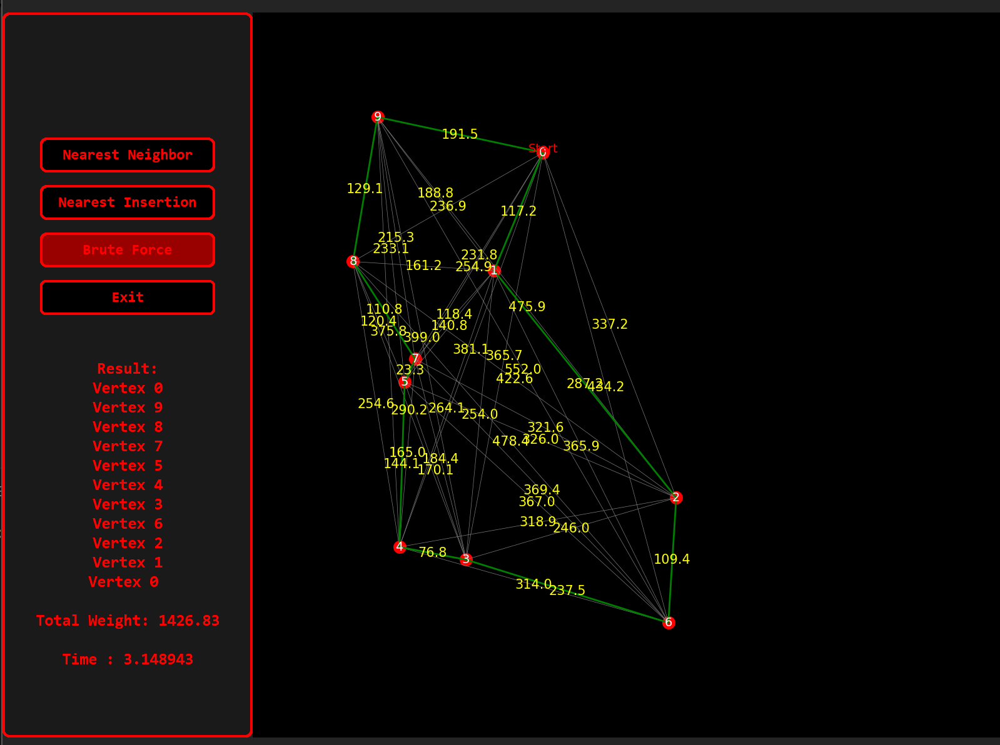 Nearest Neighbor
Nearest Insertion
Brute Force
Exit
Result:
Vertex 0
Vertex 9
Vertex 8
Vertex 7
Vertex 5
Vertex 4
Vertex 3
Vertex 6
Vertex 2
Vertex 1
Vertex 0
Total Weight: 1426.83
Time : 3.148943
9
191.5
Start
0
129.1
188.8
236.9
117.2
215.3
233.1
231.8
8
161.2
254.9
1
110.8
475.9
118.4
120.4
140.8
337.2
375.8
399.0
381.1
365.7
7
23.3
552.0
422.6
5
287.2
434.2
254.6
290.2
264.1
254.0
321.6
478.4
326.0
365.9
165.0
184.4
144.1
170.1
369.4
367.0
2
318.9
246.0
4
76.8
3
109.4
314.0
237.5
6